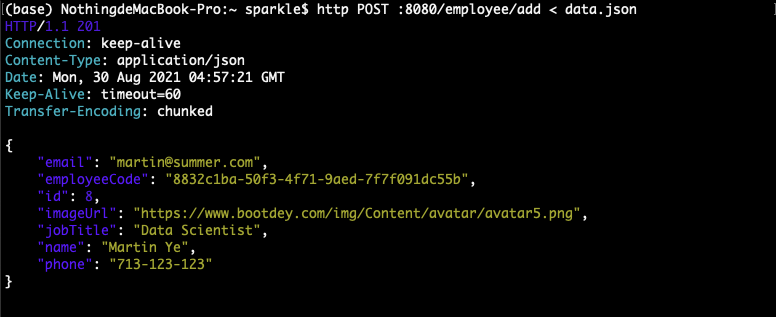 (base) NothingdeMacBook-Pro:~ sparkle$ http POST :8080/employee/add < data.json
HTTP/1.1 201
Connection: keep-alive
Content-Type: application/json
Date: Mon, 30 Aug 2021 04:57:21 GMT
Keep-Alive: timeout=60
Transfer-Encoding: chunked

{
    "email": "martin@summer.com",
    "employeeCode": "8832c1ba-50f3-4f71-9aed-7f7f091dc55b",
    "id": 8,
    "imageUrl": "https://www.bootdey.com/img/Content/avatar/avatar5.png",
    "jobTitle": "Data Scientist",
    "name": "Martin Ye",
    "phone": "713-123-123"
}